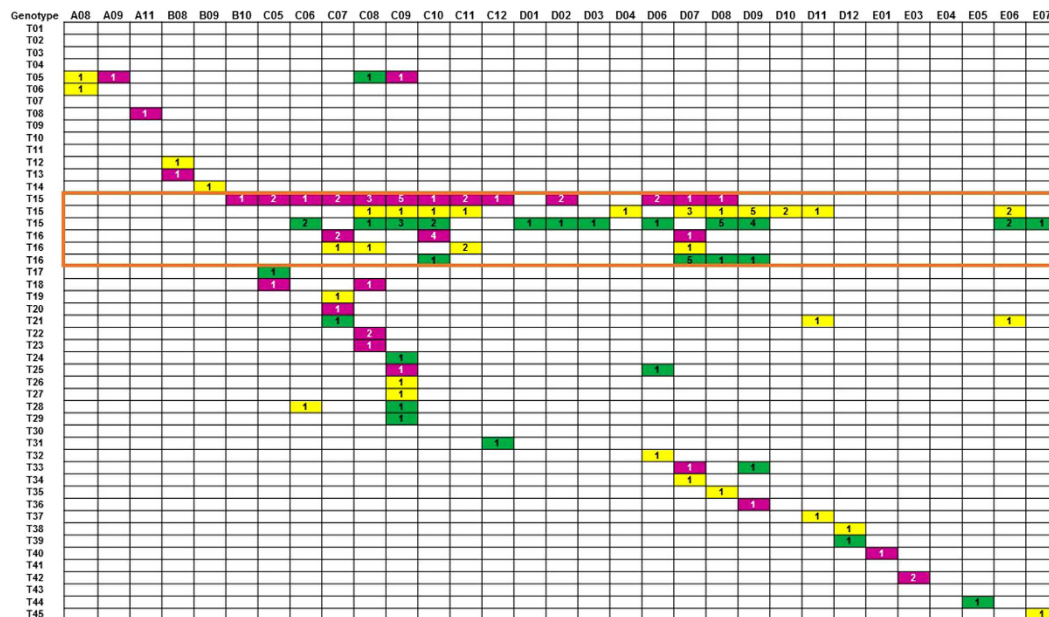 Genotype A08 A09 A11 B08 B09 B10 C05 C06 C07 C08 C09 C10 C11 C12 D01 D02 D03 D04 D06 D07 D08 D09 D10 D11 D12 E01 E03 E04 E05 E06 E07
T01
T02
T03
T04
T05 1 1 1 1
T06 1
T07
T08 1
T09
T10
T11
T12 1
T13 1
T14 1
T15 1 2 1 2 3 5 1 2 1 2 2 1 1
T15 1 1 1 1 1 3 1 5 2 1 2
T15 2 1 3 2 1 1 1 1 5 4 2 1
T16 2 4 1
T16 1 1 2 1
T16 1 5 1 1
T17 1
T18 1 1
T19 1
T20 1
T21 1 1 1
T22 2
T23 1
T24 1
T25 1 1
T26 1
T27 1
T28 1 1
T29 1
T30
T31 1
T32 1
T33 1 1
T34 1
T35 1
T36 1
T37 1
T38 1
T39 1
T40 1
T41
T42 2
T43
T44 1
T45 1